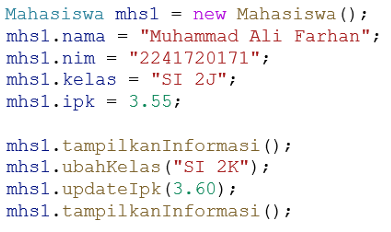 Mahasiswa mhs1 = new Mahasiswa();
mhs1.nama = "Muhammad Ali Farhan";
mhs1.nim = "2241720171";
mhs1.kelas = "SI 2J";
mhs1.ipk = 3.55;

mhs1.tampilkanInformasi();
mhs1.ubahKelas("SI 2K");
mhs1.updateIpk(3.60);
mhs1.tampilkanInformasi();